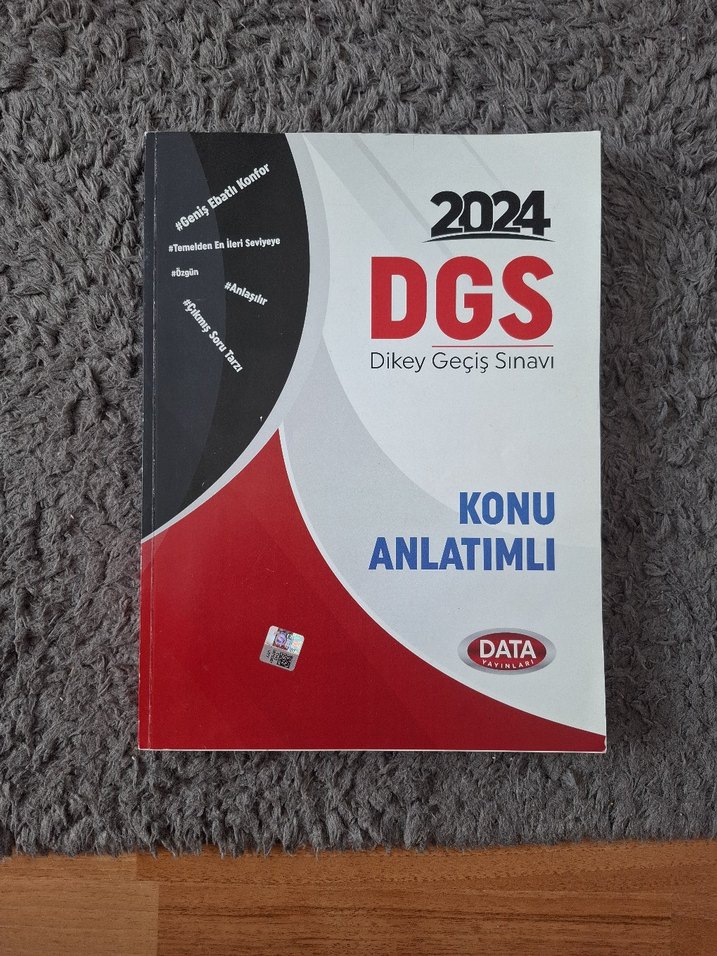 #Geniş Ebatlı Konfor
#Temelden En İleri Seviyeye
#Özgün
#Anlaşılır
#Çıkmış Soru Tarzı
2024
DGS
Dikey Geçiş Sınavı
KONU
ANLATIMLI
DATA
YAYINLARI